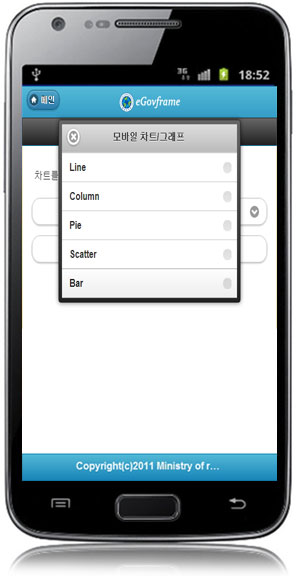 3G 18:52
메인 eGovframe
모바일 차트/그래프
차트를
Line
Column
Pie
Scatter
Bar
Copyright(c)2011 Ministry of r...